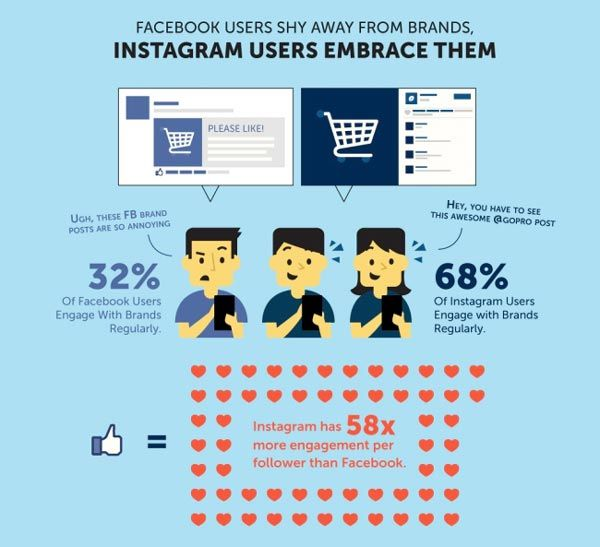 FACEBOOK USERS SHY AWAY FROM BRANDS,
INSTAGRAM USERS EMBRACE THEM
PLEASE LIKE!
UGH, THESE FB BRAND
POSTS ARE SO ANNOYING
HEY, YOU HAVE TO SEE
THIS AWESOME @GOPRO POST
32%
Of Facebook Users
Engage With Brands
Regularly.
68%
Of Instagram Users
Engage with Brands
Regularly.
Instagram has 58x
more engagement per
follower than Facebook.